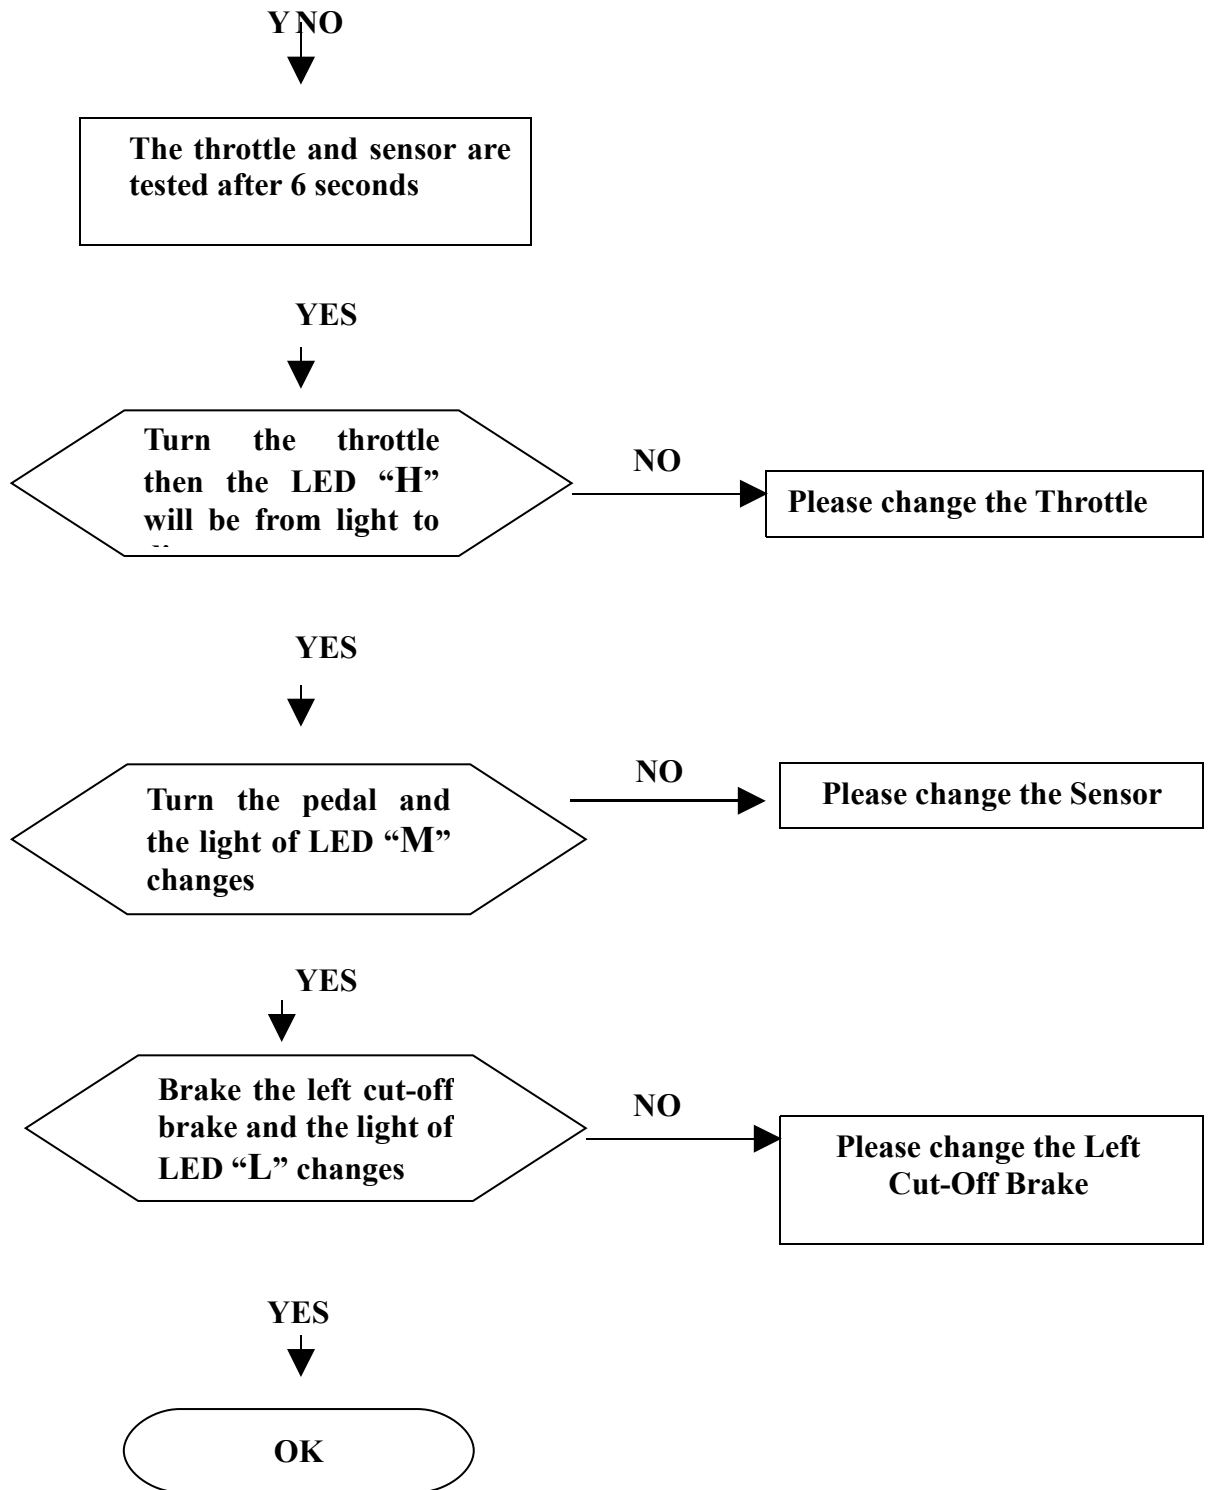 Y NO
The throttle and sensor are
tested after 6 seconds
YES
Turn the throttle
then the LED “H”
will be from light to
NO
Please change the Throttle
YES
Turn the pedal and
the light of LED “M”
changes
NO
Please change the Sensor
YES
Brake the left cut-off
brake and the light of
LED “L” changes
NO
Please change the Left
Cut-Off Brake
YES
OK